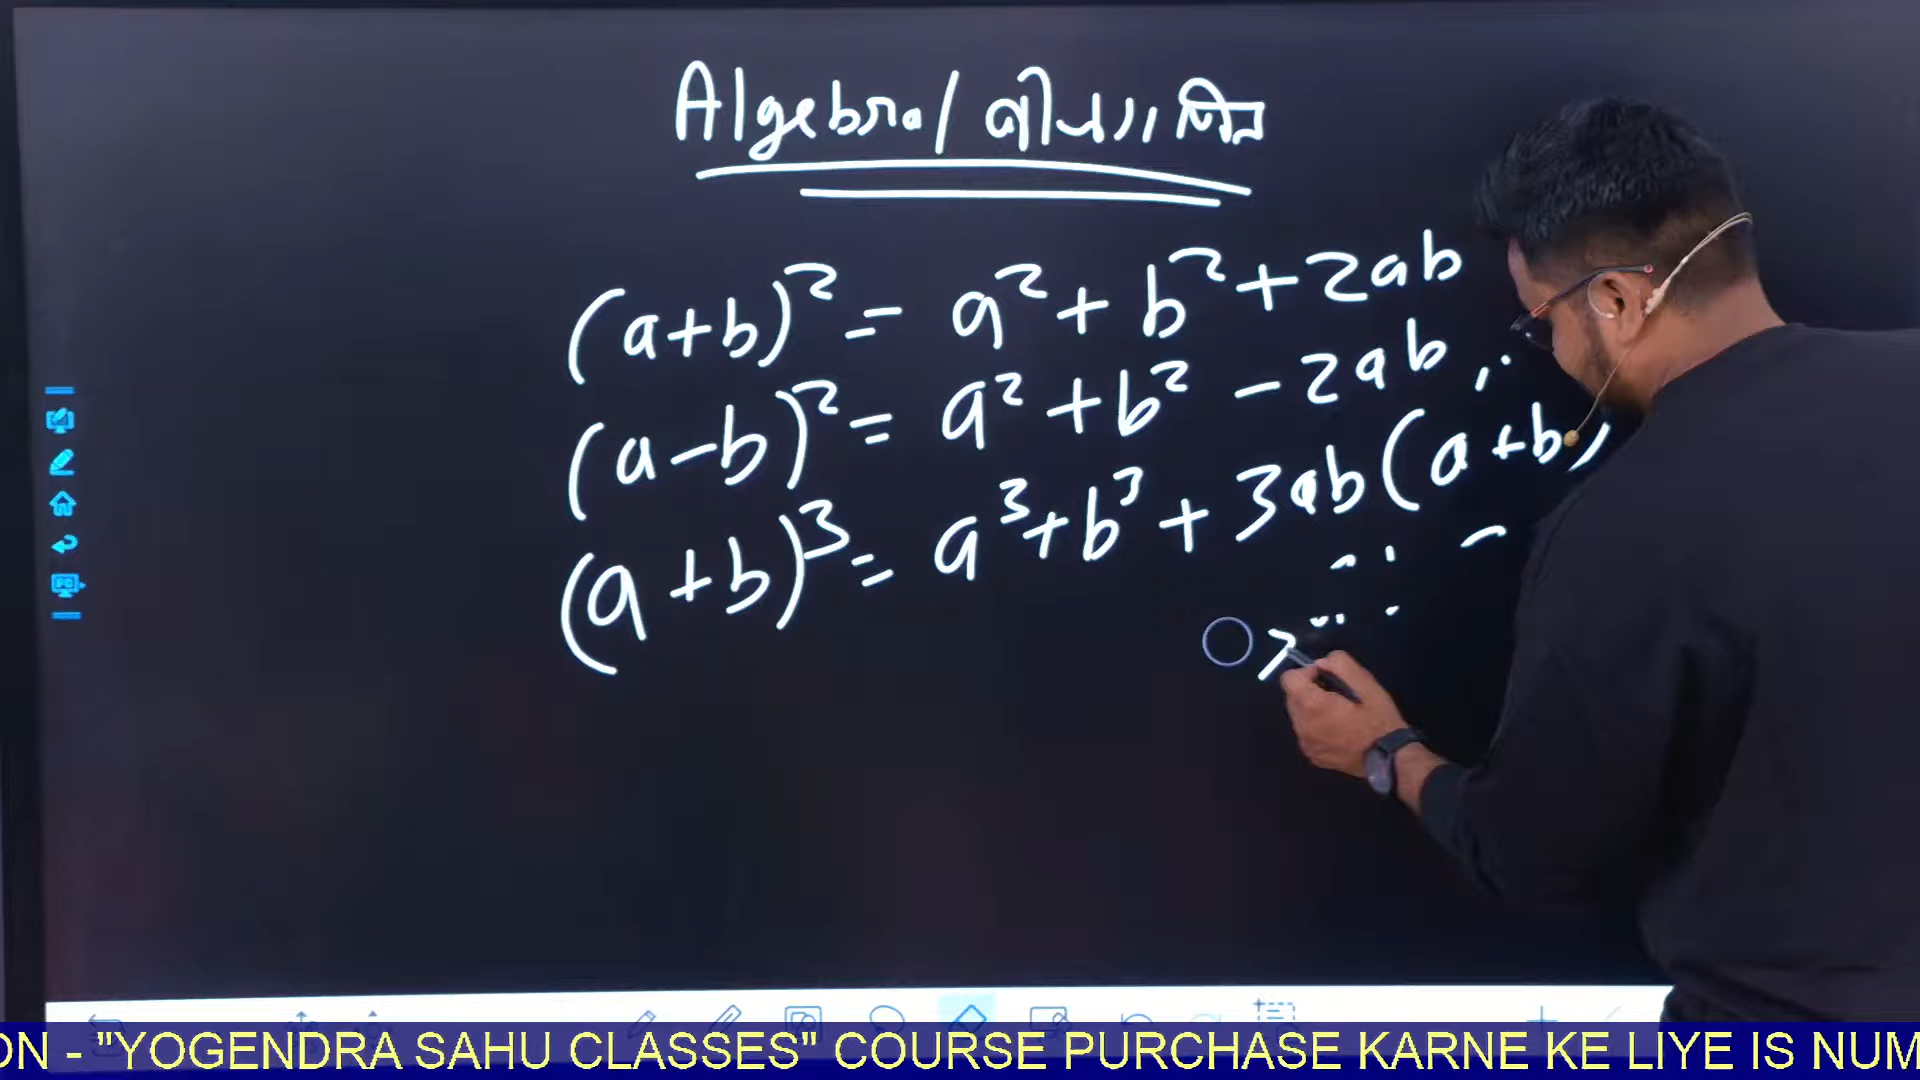 Algebra/बीजगणित
(a+b)² = a² + b² + 2ab
(a-b)² = a² + b² - 2ab
(a+b)³ = a³+b³ + 3ab(a+b)
ON - "YOGENDRA SAHU CLASSES" COURSE PURCHASE KARNE KE LIYE IS NUM